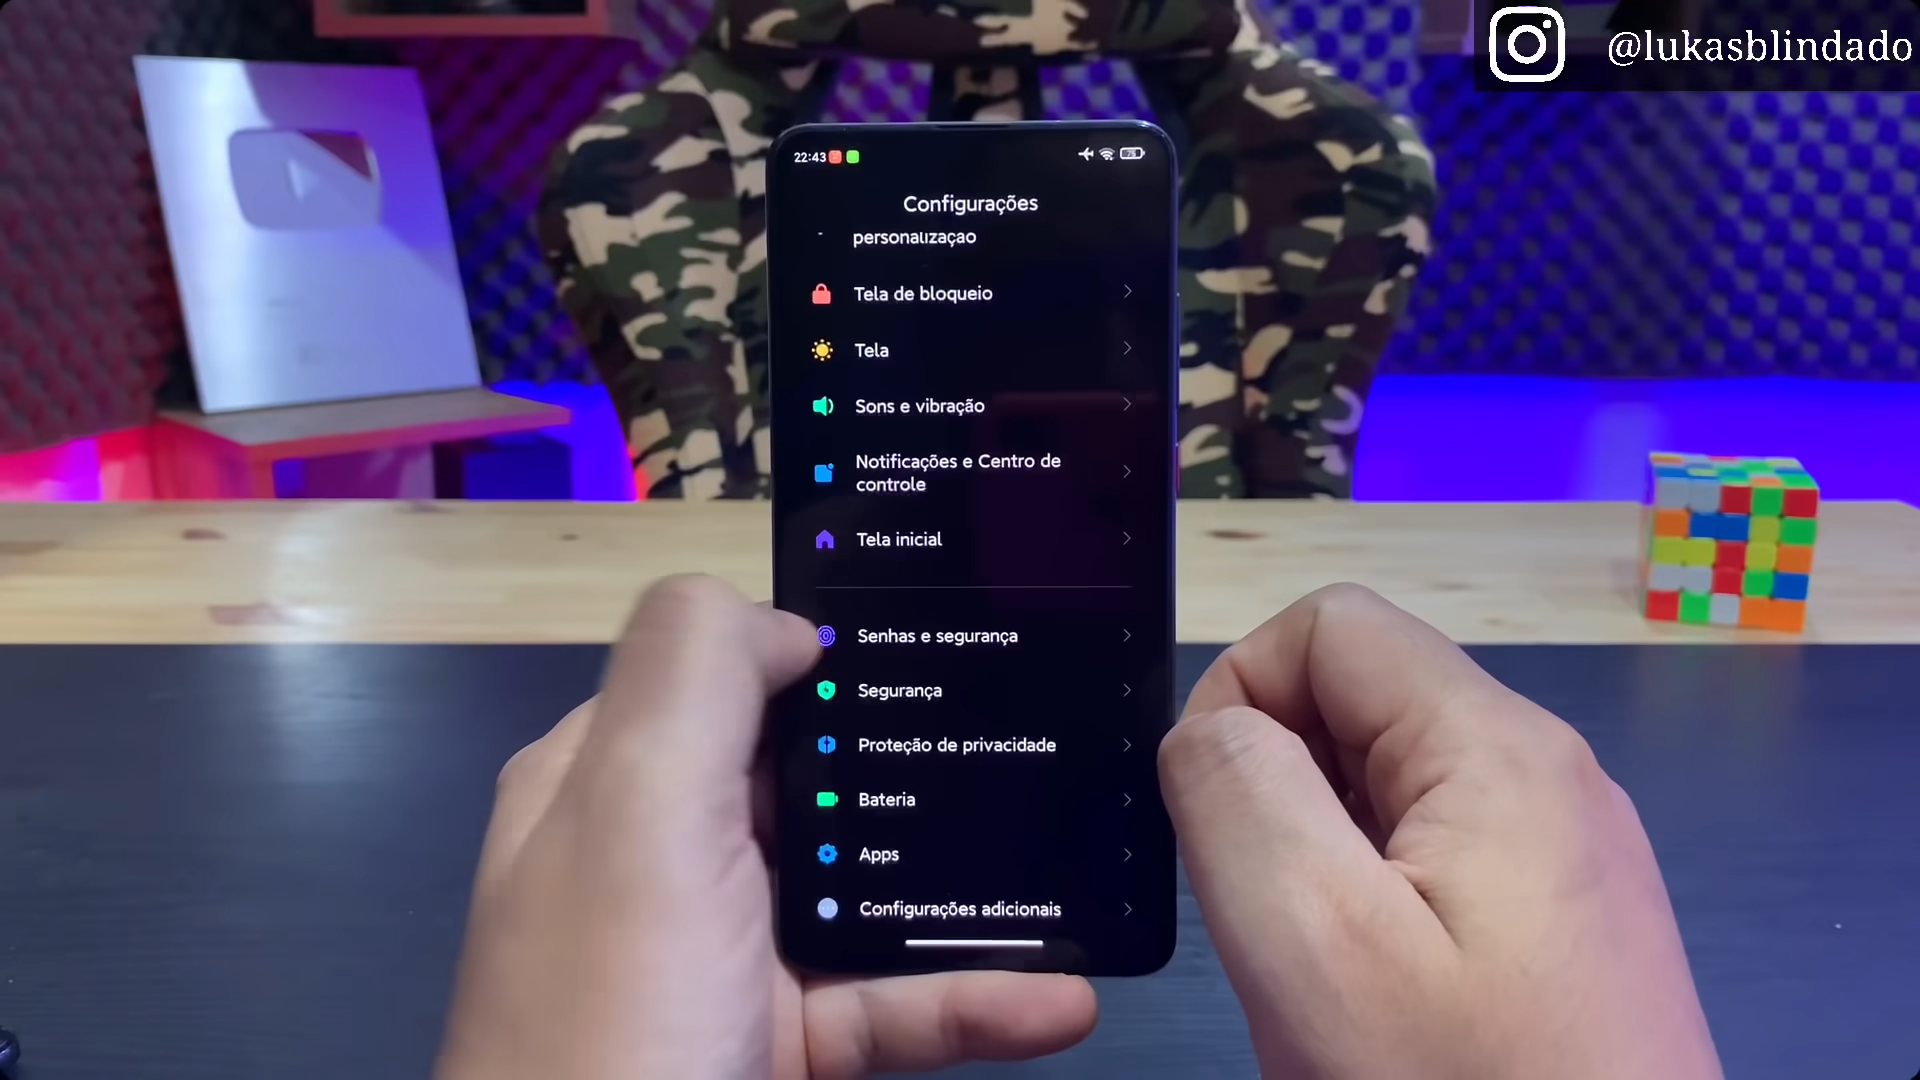 @lukasblindado
22:43
Configurações
personalização
Tela de bloqueio
Tela
Sons e vibração
Notificações e Centro de
controle
Tela inicial
Senhas e segurança
Segurança
Proteção de privacidade
Bateria
Apps
Configurações adicionais